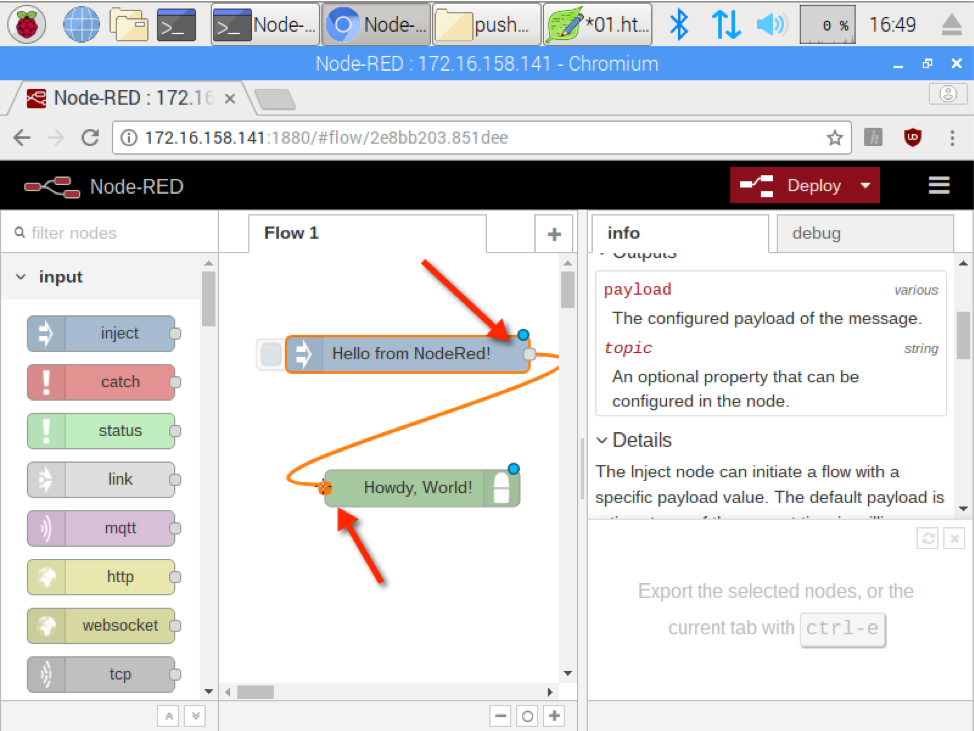 Node-...
Node-...
push...
*01.ht...
0 %
16:49
Node-RED : 172.16.158.141 - Chromium
Node-RED : 172.16
172.16.158.141:1880/#flow/2e8bb203.851dee
h
UD
Node-RED
Deploy
filter nodes
Flow 1
info
debug
input
inject
catch
status
link
mqtt
http
websocket
tcp
Hello from NodeRed!
Howdy, World!
Outputs
payload various
The configured payload of the message.
topic string
An optional property that can be
configured in the node.
Details
The Inject node can initiate a flow with a
specific payload value. The default payload is
Export the selected nodes, or the
current tab with ctrl-e